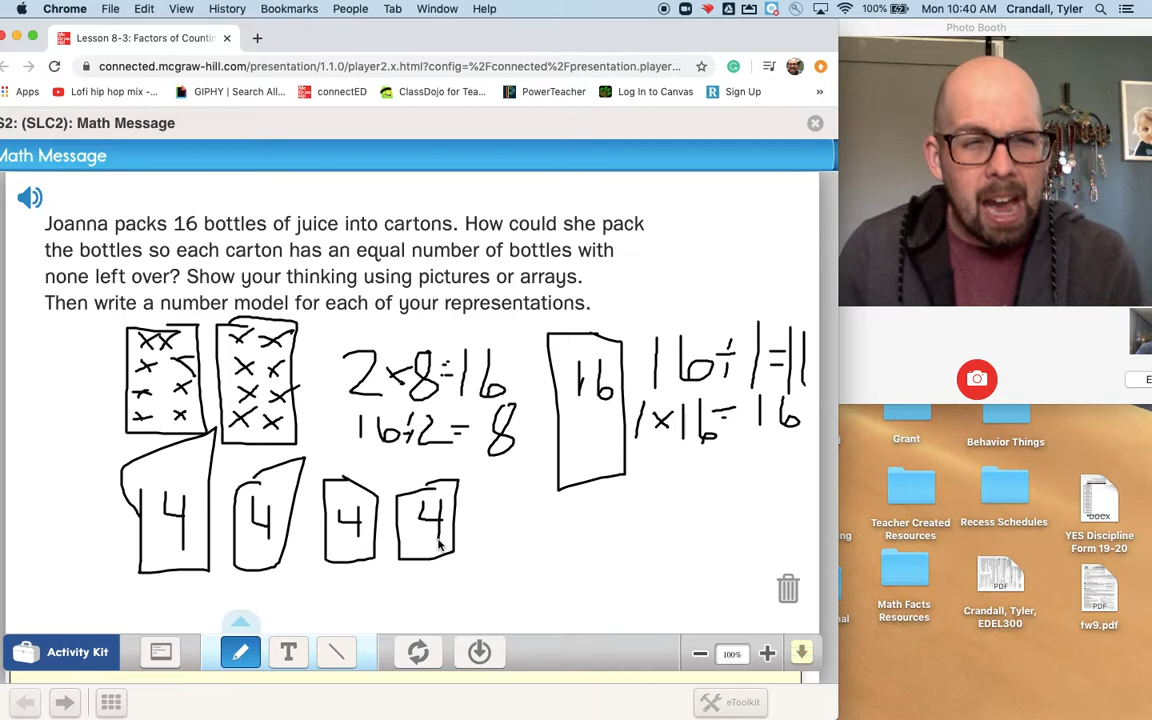 Chrome File Edit View History Bookmarks People Tab Window Help 100% Mon 10:40 AM Crandall, Tyler
Photo Booth
Lesson 8-3: Factors of Counti
connected.mcgraw-hill.com/presentation/1.1.0/player2.x.html?config=%2Fconnected%2Fpresentation.player...
Apps Lofi hip hop mix -... GIPHY | Search All... connectED ClassDojo for Tea... PowerTeacher Log In to Canvas Sign Up »
S2: (SLC2): Math Message
Math Message
Joanna packs 16 bottles of juice into cartons. How could she pack
the bottles so each carton has an equal number of bottles with
none left over? Show your thinking using pictures or arrays.
Then write a number model for each of your representations.
2×8=16
16÷2=8
16
16÷1=11
1×16=16
4 4 4 4
Activity Kit
T
100%
eToolkit
E
Grant
Behavior Things
Teacher Created
Resources
Recess Schedules
DOCX
YES Discipline
Form 19-20
nal
Math Facts
Resources
PDF
Crandall, Tyler,
EDEL300
PDF
fw9.pdf